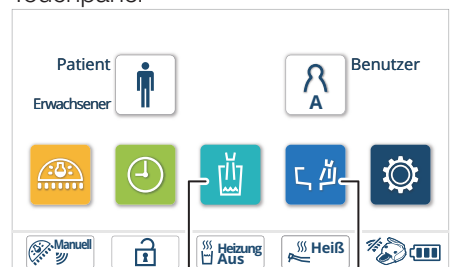 Touchpanel
Patient
Benutzer
Erwachsener
A
Manuell
Heizung
Aus
Heiß